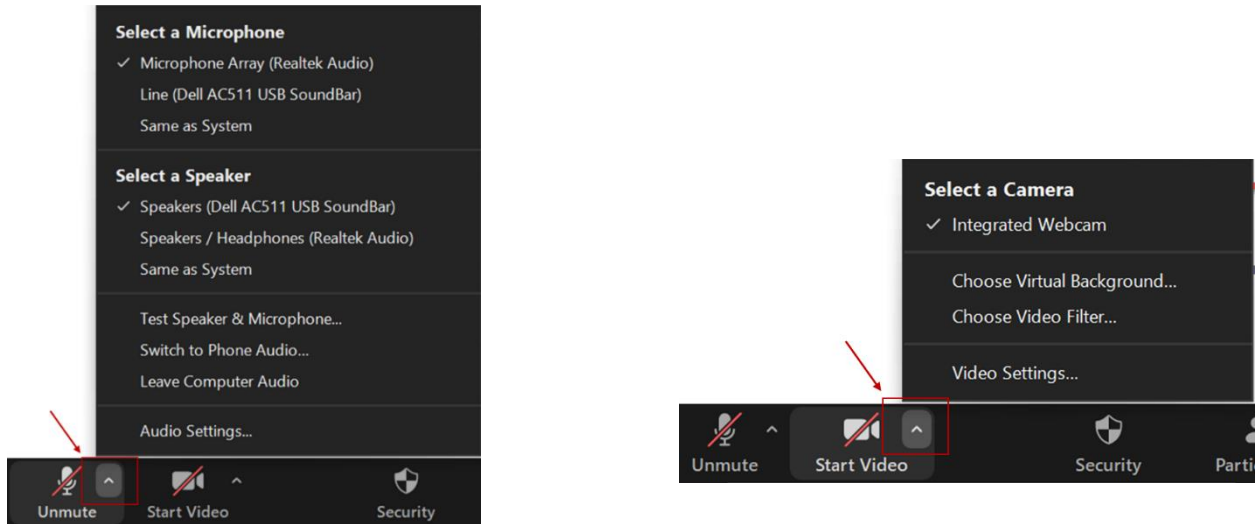 Select a Microphone
Microphone Array (Realtek Audio)
Line (Dell AC511 USB SoundBar)
Same as System
Select a Speaker
Speakers (Dell AC511 USB SoundBar)
Speakers / Headphones (Realtek Audio)
Same as System
Test Speaker & Microphone...
Switch to Phone Audio...
Leave Computer Audio
Audio Settings...
Unmute
Start Video
Security
Select a Camera
Integrated Webcam
Choose Virtual Background...
Choose Video Filter...
Video Settings...
Unmute
Start Video
Security
Parti